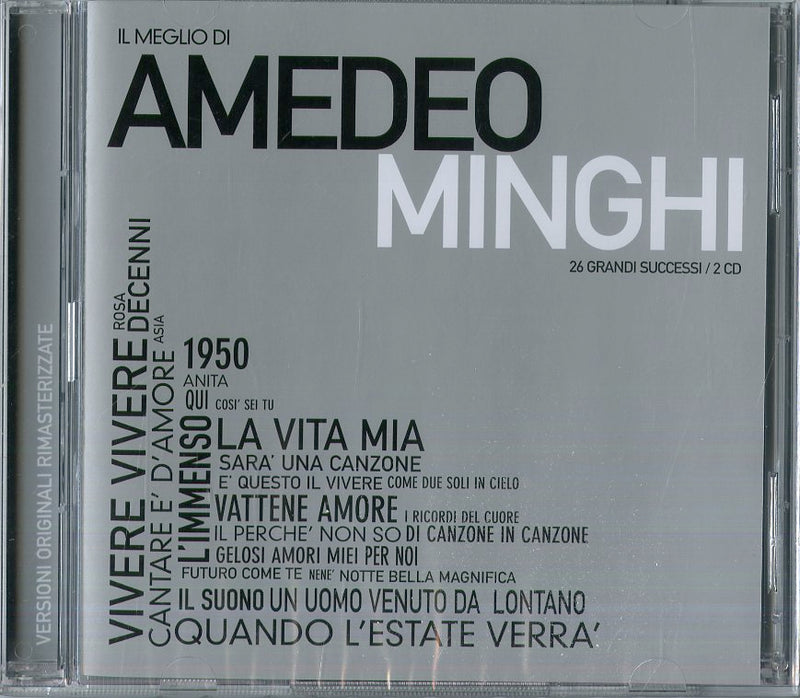 IL MEGLIO DI
AMEDEO
MINGHI
26 GRANDI SUCCESSI / 2 CD
VERSIONI ORIGINALI RIMASTERIZZATE
VIVERE VIVERE
ROSA
DECENNI
CANTARE E' D'AMORE
ASIA
L'IMMENSO
1950
ANITA
QUI COSI' SEI TU
LA VITA MIA
SARA' UNA CANZONE
E' QUESTO IL VIVERE COME DUE SOLI IN CIELO
VATTENE AMORE I RICORDI DEL CUORE
IL PERCHE' NON SO DI CANZONE IN CANZONE
GELOSI AMORI MIEI PER NOI
FUTURO COME TE NENE' NOTTE BELLA MAGNIFICA
IL SUONO UN UOMO VENUTO DA LONTANO
QUANDO L'ESTATE VERRA'